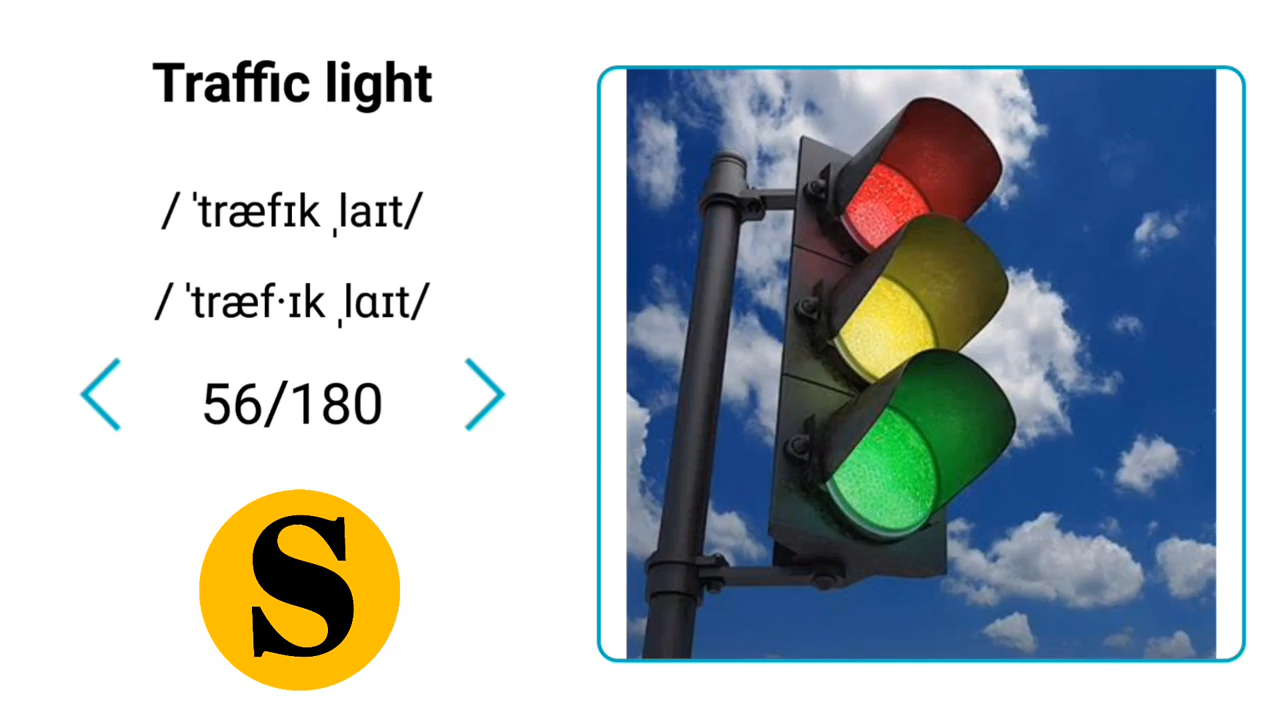 Traffic light
/ ˈtræfɪk ˌlaɪt/
/ ˈtræf·ɪk ˌlɑɪt/
56/180
S